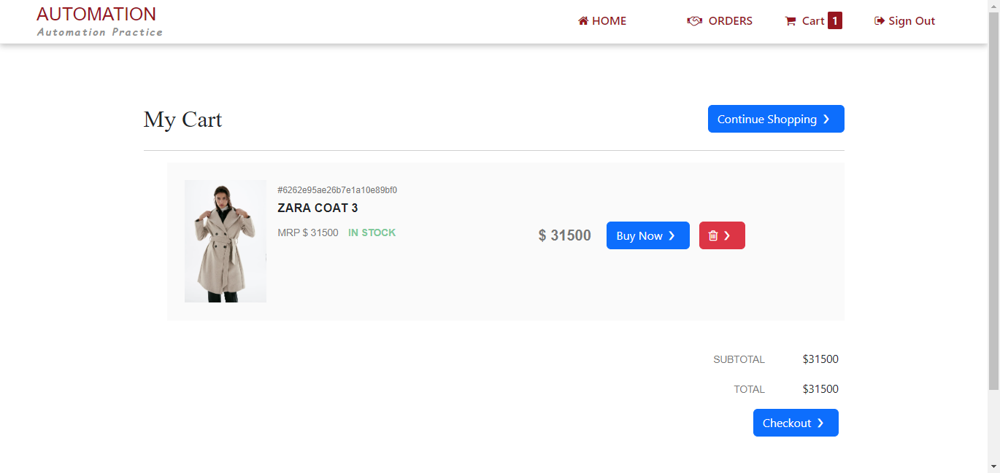 AUTOMATION
Automation Practice
HOME
ORDERS
Cart 1
Sign Out
My Cart
Continue Shopping
#6262e95ae26b7e1a10e89bf0
ZARA COAT 3
MRP $ 31500 IN STOCK
$ 31500
Buy Now
SUBTOTAL $31500
TOTAL $31500
Checkout